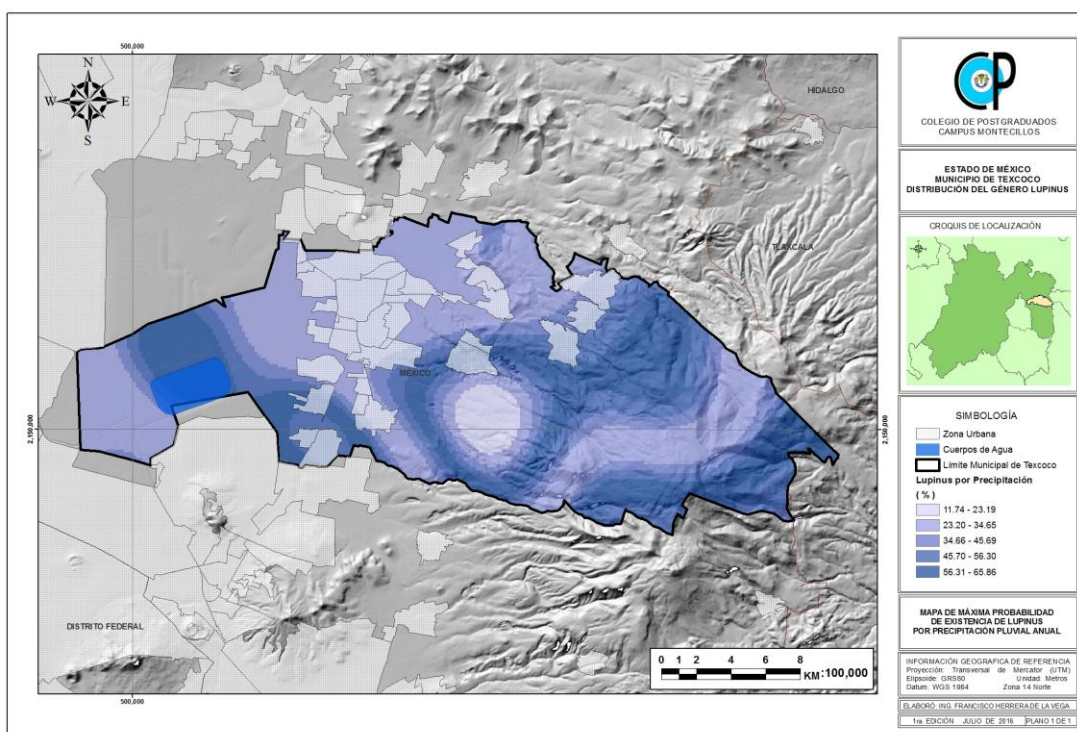 500,000
N
W E
S
HIDALGO
TLAXCALA
MÉXICO
2,150,000
2,150,000
DISTRITO FEDERAL
0 1 2 4 6 8
KM :100,000
500,000
CP
COLEGIO DE POSTGRADUADOS
CAMPUS MONTECILLOS
ESTADO DE MÉXICO
MUNICIPIO DE TEXCOCO
DISTRIBUCIÓN DEL GÉNERO LUPINUS
CROQUIS DE LOCALIZACIÓN
SIMBOLOGÍA
Zona Urbana
Cuerpos de Agua
Límite Municipal de Texcoco
Lupinus por Precipitación
( % )
11.74 - 23.19
23.20 - 34.65
34.66 - 45.69
45.70 - 56.30
56.31 - 65.86
MAPA DE MÁXIMA PROBABILIDAD
DE EXISTENCIA DE LUPINUS
POR PRECIPITACIÓN PLUVIAL ANUAL
INFORMACIÓN GEOGRAFICA DE REFERENCIA
Proyección: Transversal de Mercator (UTM)
Elipsoide: GRS80 Unidad: Metros
Datum: WGS 1984 Zona 14 Norte
ELABORÓ: ING. FRANCISCO HERRERA DE LA VEGA
1ra. EDICIÓN JULIO DE 2016 PLANO 1 DE 1